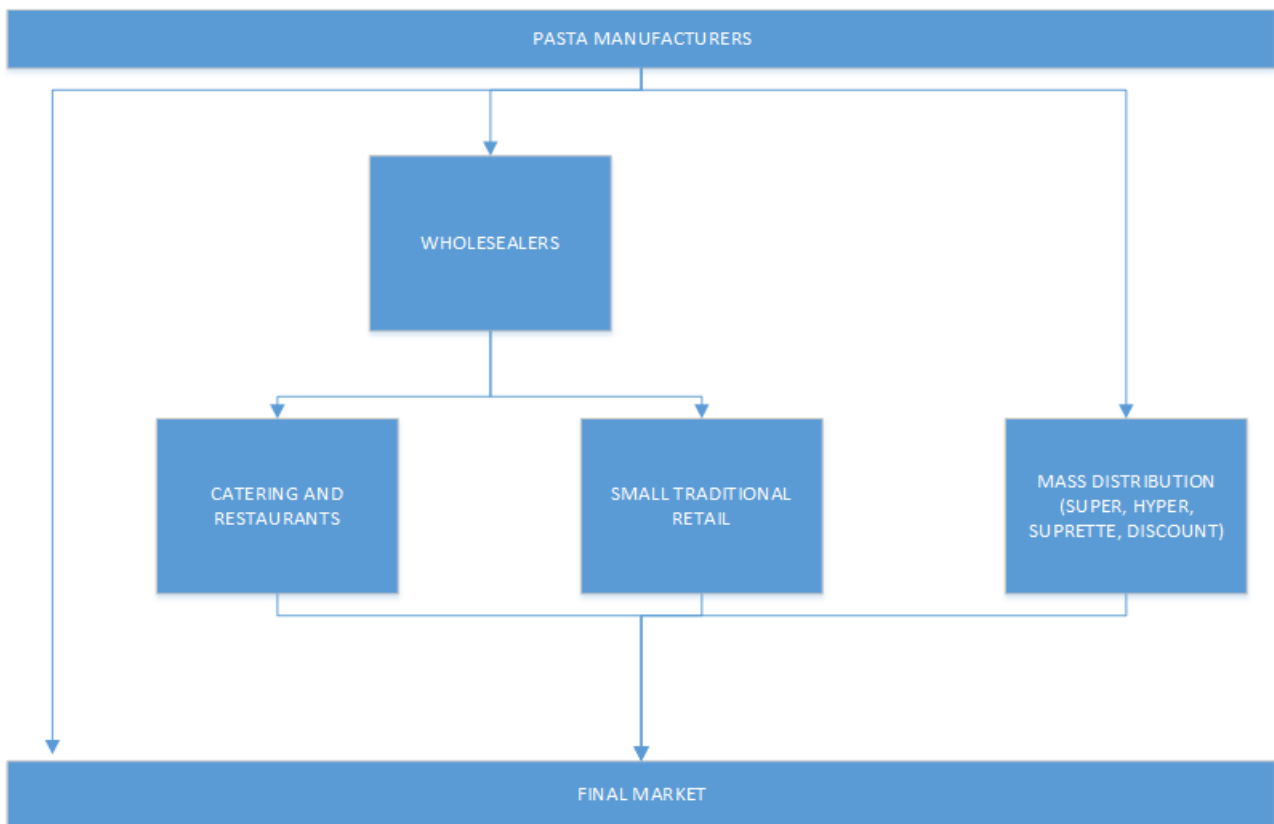 PASTA MANUFACTURERS
WHOLESEALERS
CATERING AND
RESTAURANTS
SMALL TRADITIONAL
RETAIL
MASS DISTRIBUTION
(SUPER, HYPER,
SUPRETTE, DISCOUNT)
FINAL MARKET